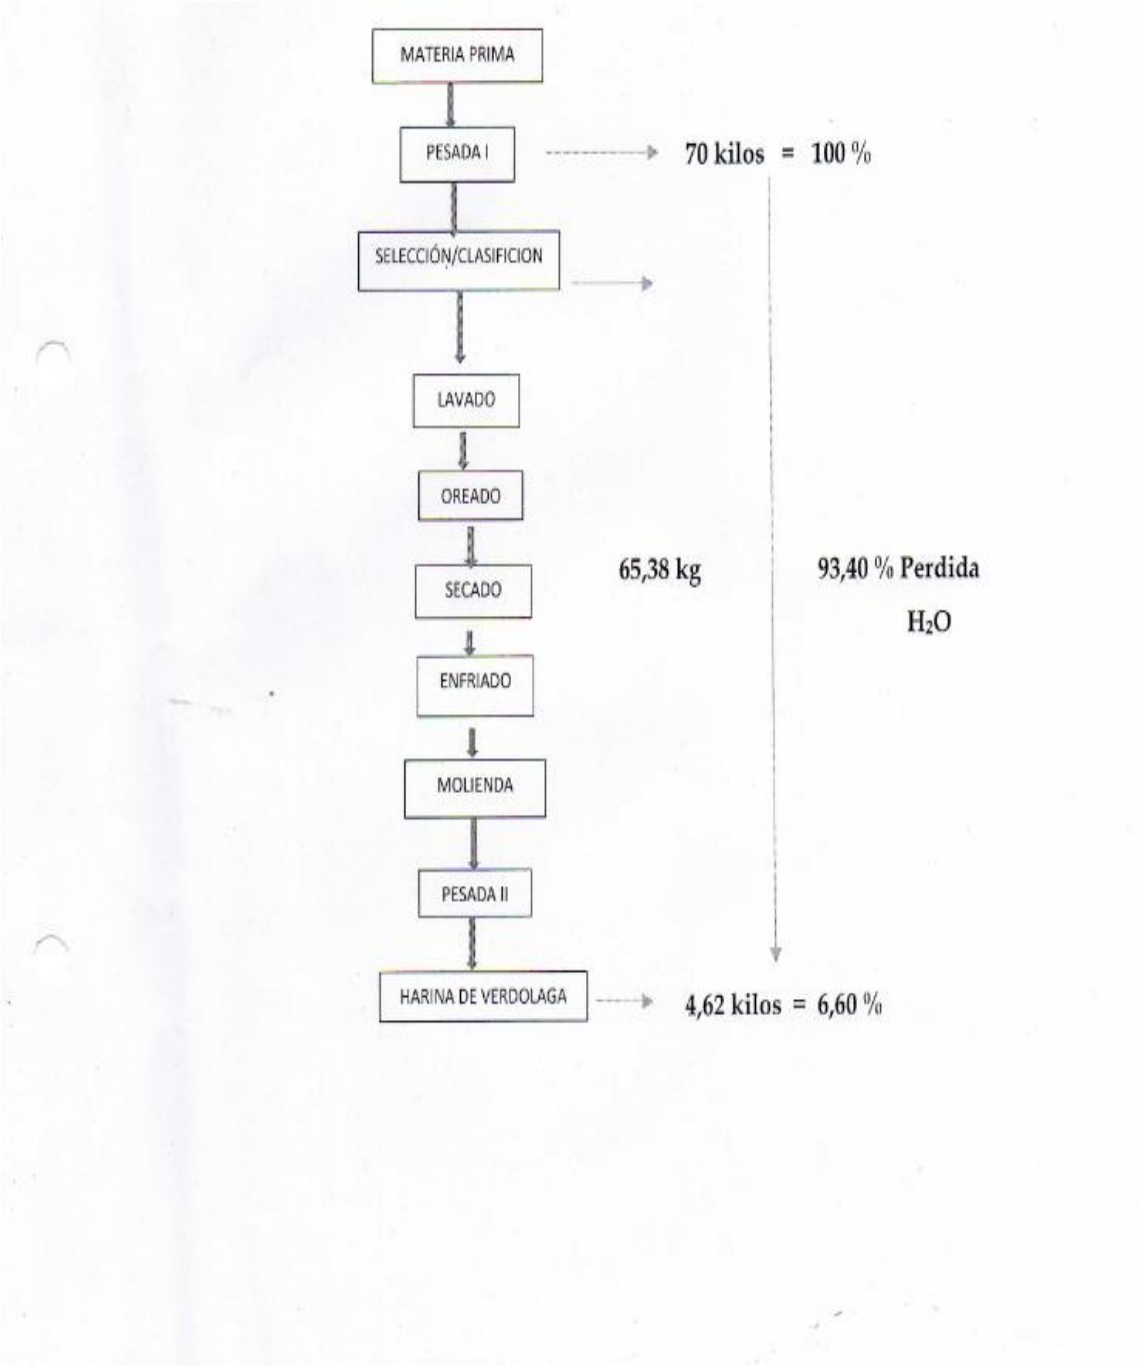 MATERIA PRIMA
PESADA I
70 kilos = 100 %
SELECCIÓN/CLASIFICION
LAVADO
OREADO
SECADO
65,38 kg
93,40 % Perdida
H₂O
ENFRIADO
MOLIENDA
PESADA II
HARINA DE VERDOLAGA
4,62 kilos = 6,60 %